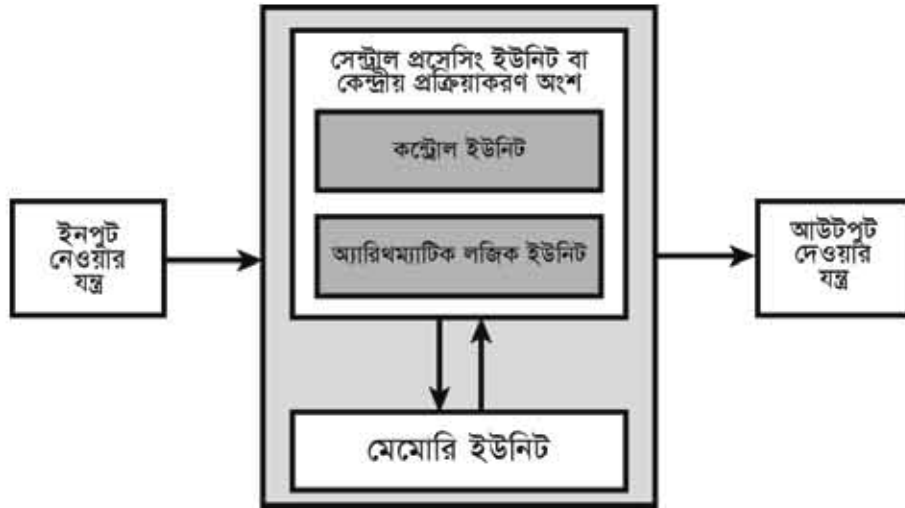 সেন্ট্রাল প্রসেসিং ইউনিট বা
কেন্দ্রীয় প্রক্রিয়াকরণ অংশ
কন্ট্রোল ইউনিট
ইনপুট
নেওয়ার
যন্ত্র
অ্যারিথম্যাটিক লজিক ইউনিট
আউটপুট
দেওয়ার
যন্ত্র
মেমোরি ইউনিট